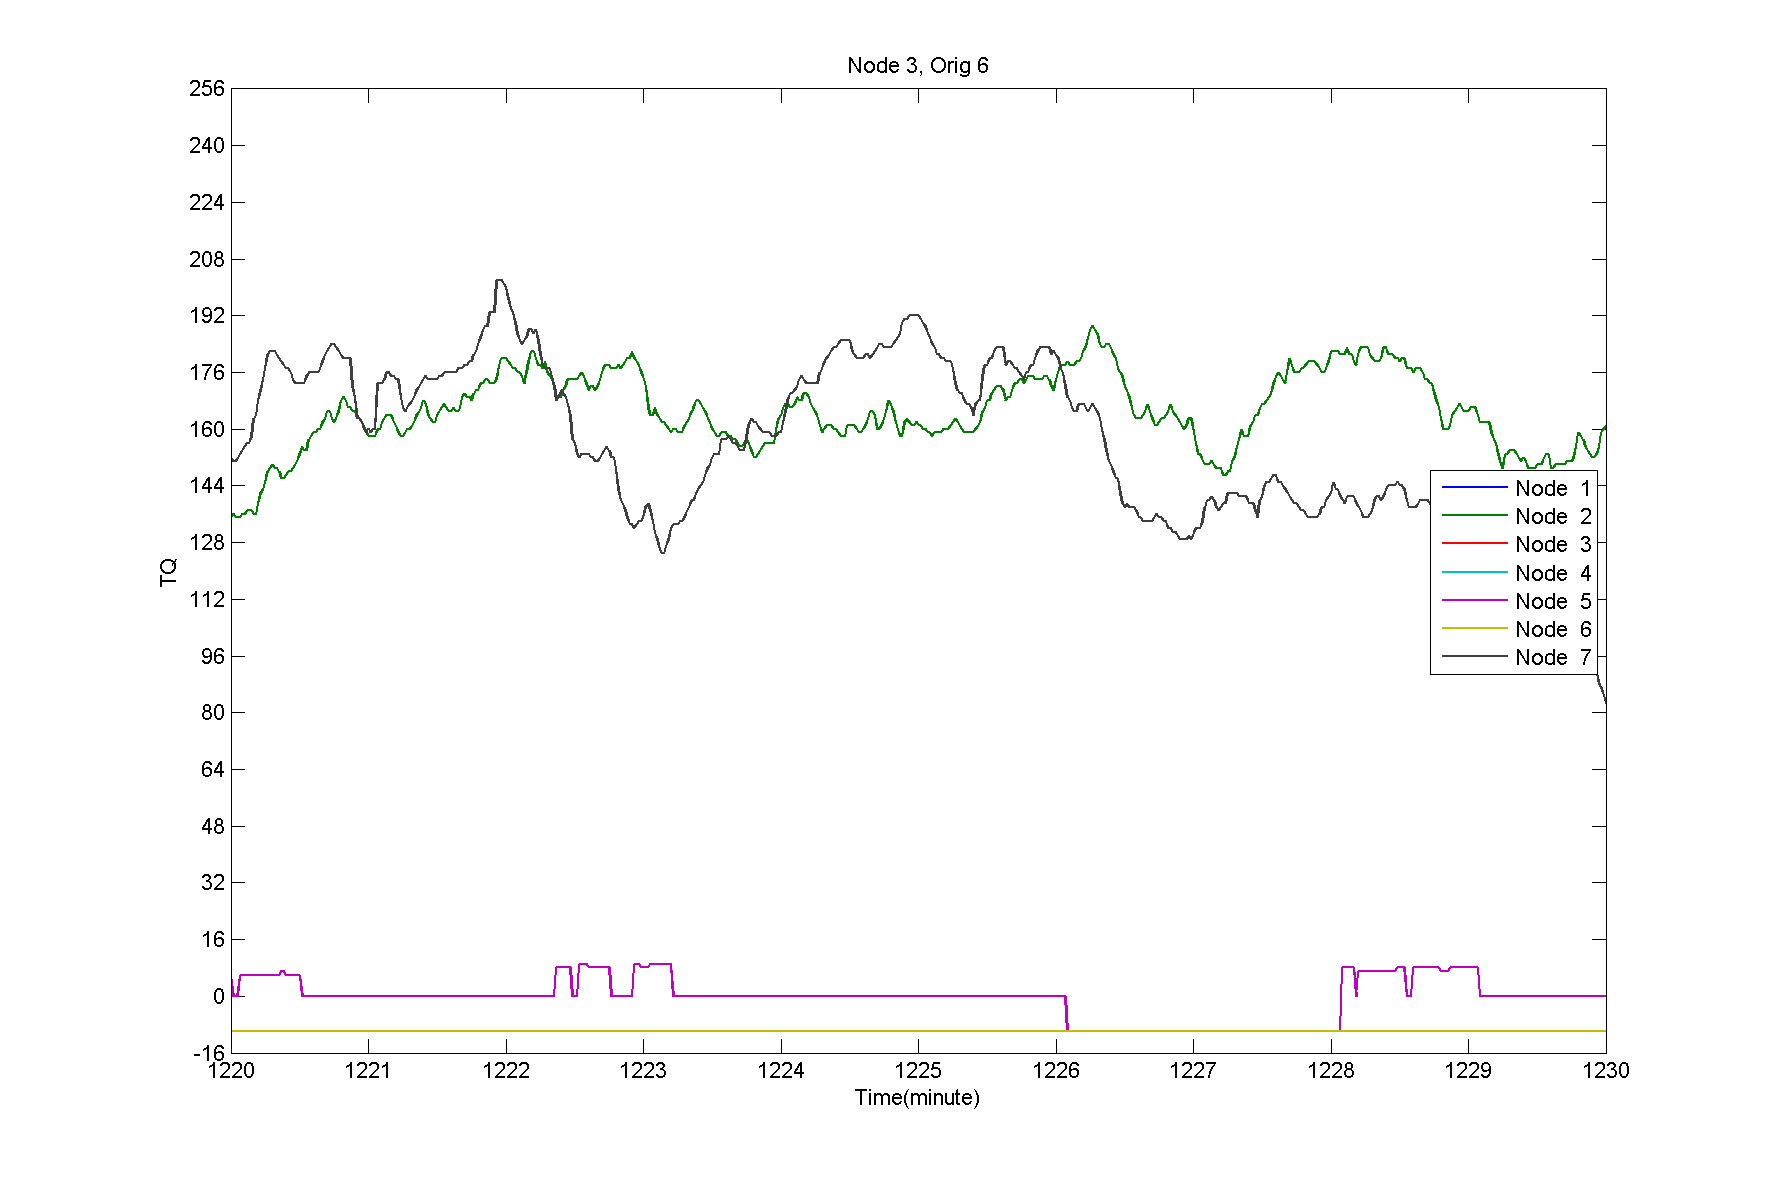 Node 3, Orig 6
256
240
224
208
192
176
160
144
128
112
96
80
64
48
32
16
0
-16
TQ
Node 1
Node 2
Node 3
Node 4
Node 5
Node 6
Node 7
1220 1221 1222 1223 1224 1225 1226 1227 1228 1229 1230
Time(minute)